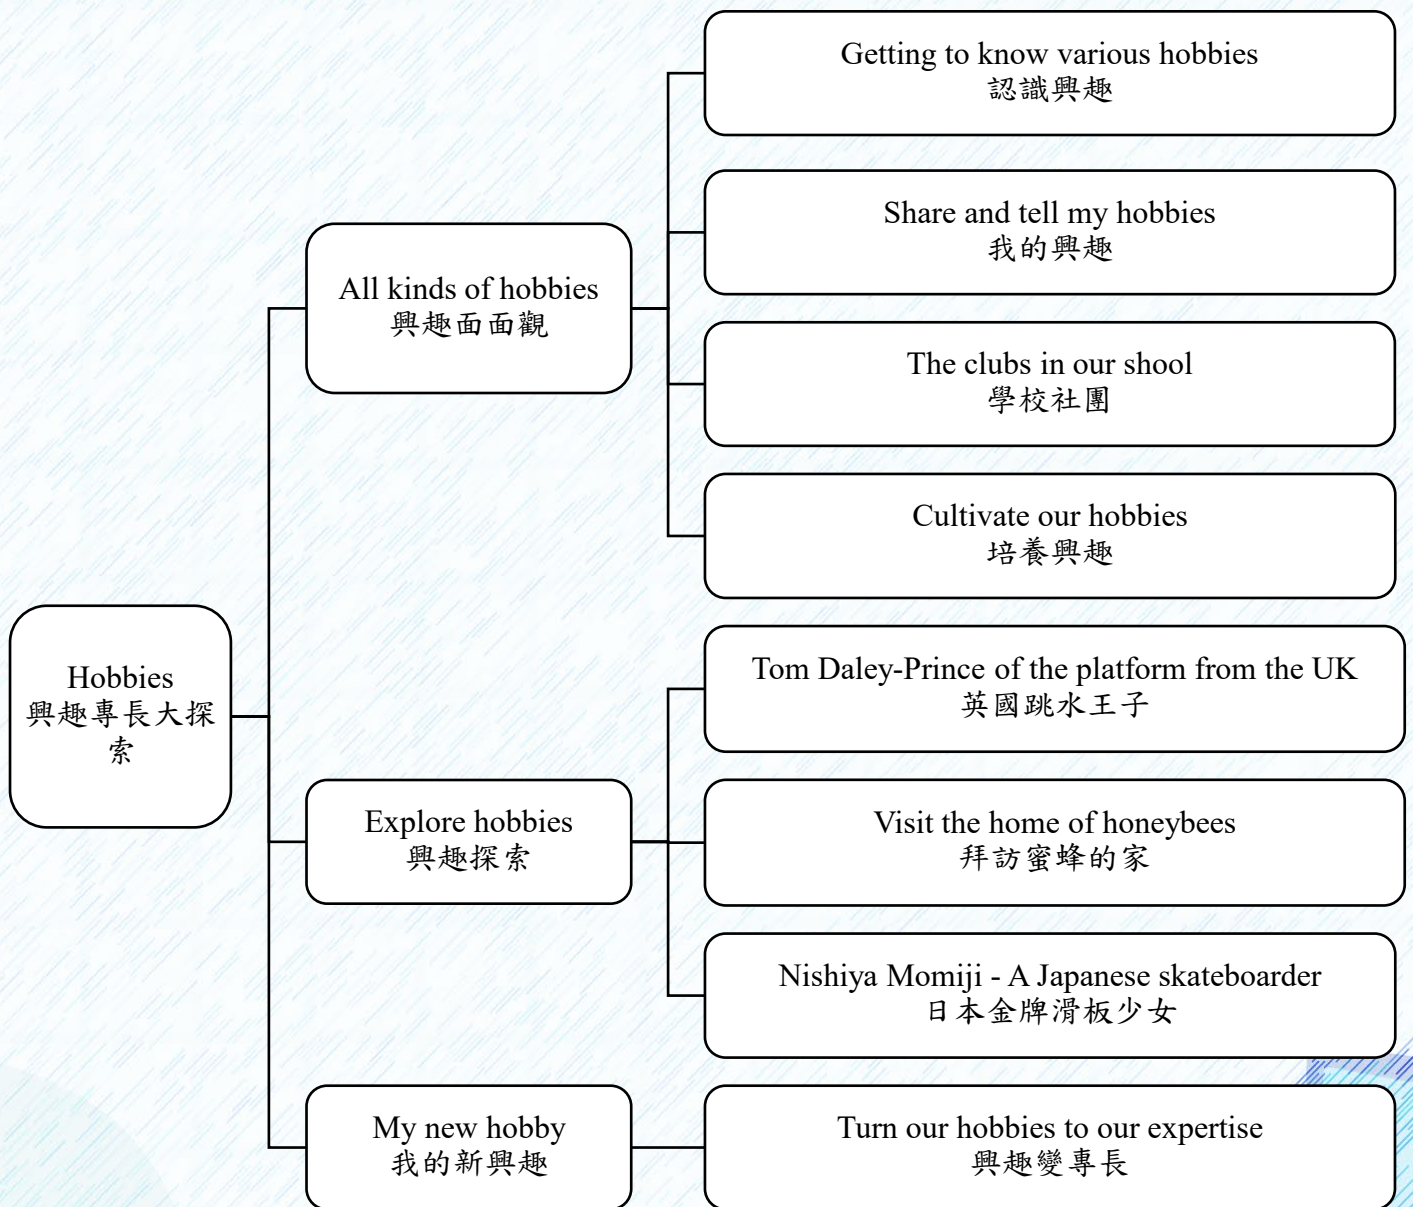 Hobbies
興趣專長大探
索
All kinds of hobbies
興趣面面觀
Getting to know various hobbies
認識興趣
Share and tell my hobbies
我的興趣
The clubs in our shool
學校社團
Cultivate our hobbies
培養興趣
Explore hobbies
興趣探索
Tom Daley-Prince of the platform from the UK
英國跳水王子
Visit the home of honeybees
拜訪蜜蜂的家
Nishiya Momiji - A Japanese skateboarder
日本金牌滑板少女
My new hobby
我的新興趣
Turn our hobbies to our expertise
興趣變專長